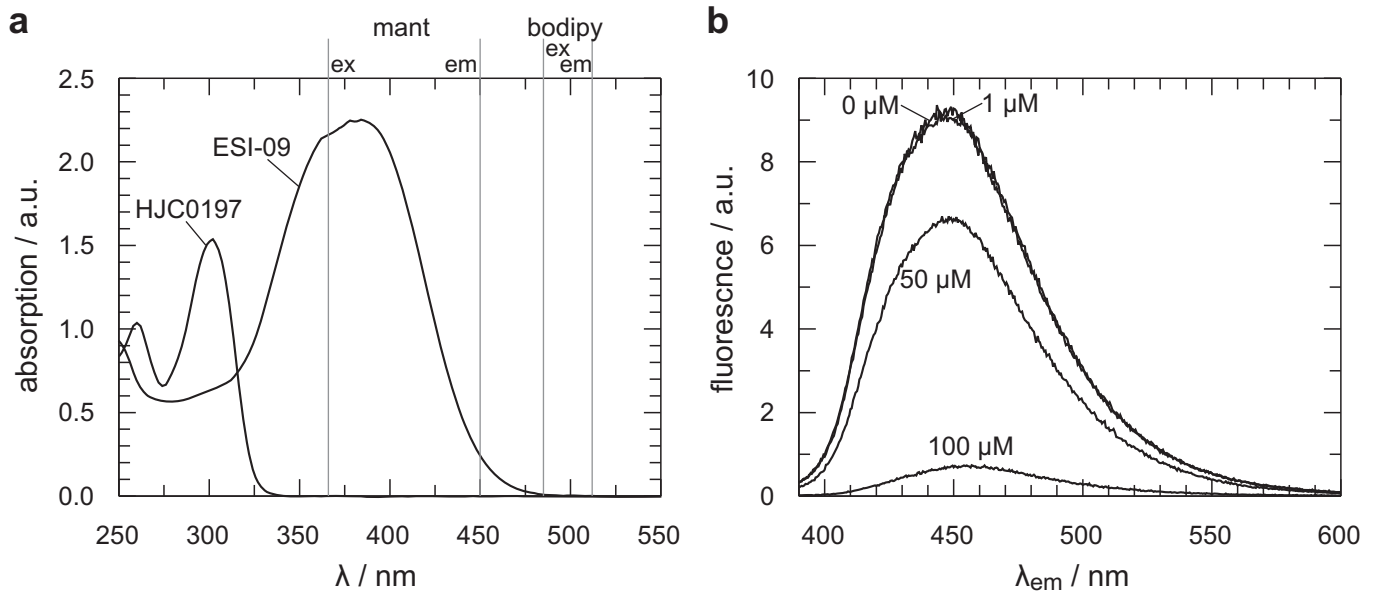 a
mant
bodipy
ex
em
ex
em
2.5
2.0
1.5
1.0
0.5
0.0
absorption / a.u.
ESI-09
HJC0197
250
300
350
400
450
500
550
λ / nm
b
10
8
6
4
2
0
fluorescnce / a.u.
0 µM
1 µM
50 µM
100 µM
400
450
500
550
600
λem / nm